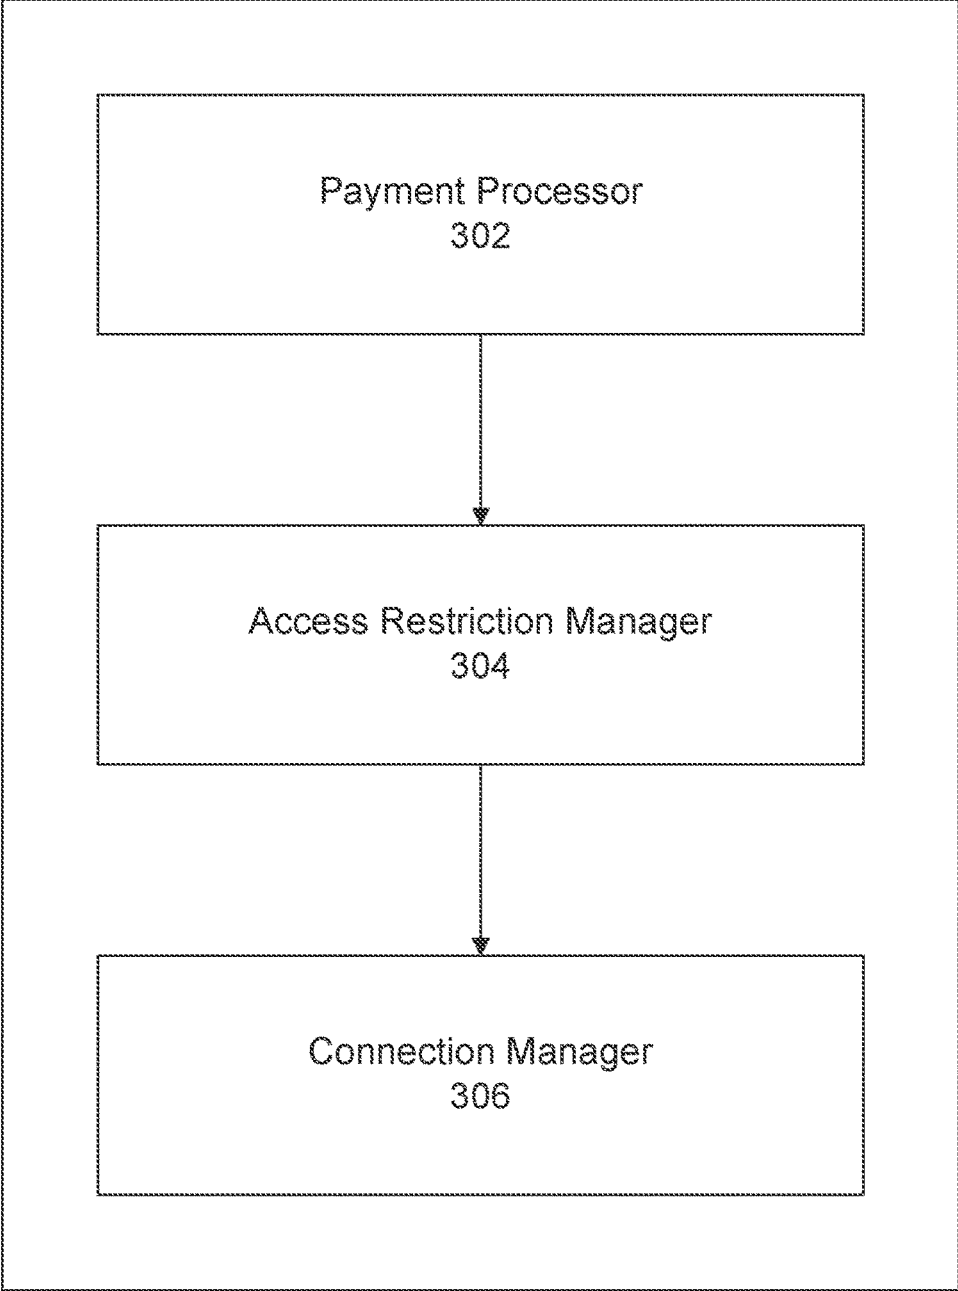 Payment Processor
302
Access Restriction Manager
304
Connection Manager
306